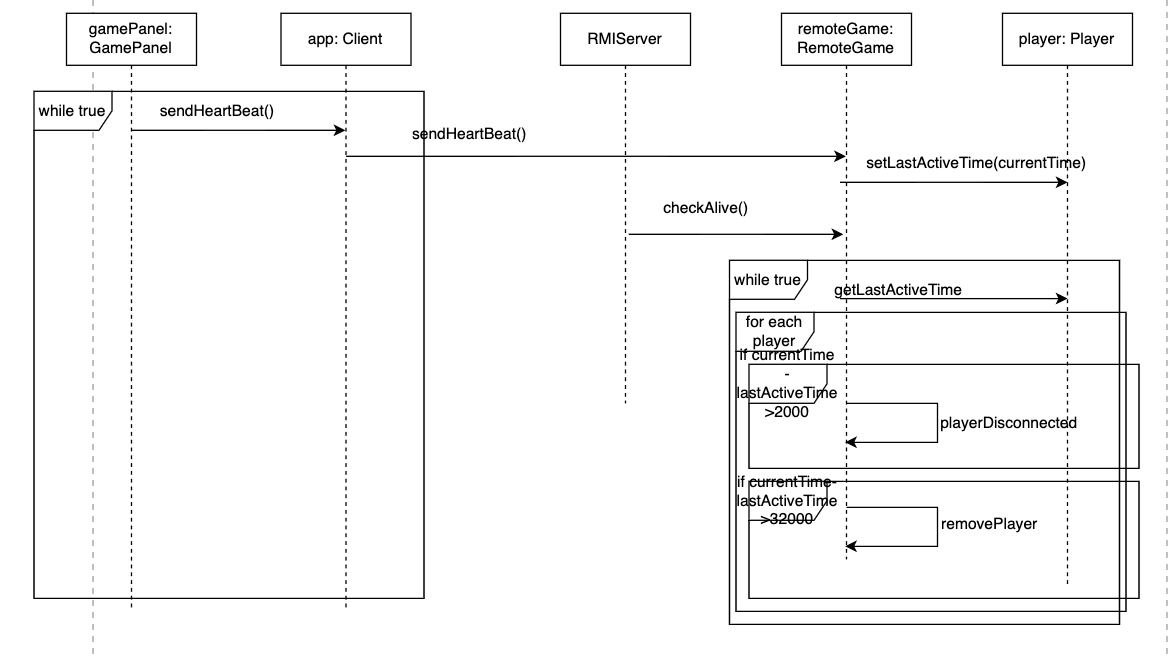 gamePanel:
GamePanel
app: Client
RMIServer
remoteGame:
RemoteGame
player: Player
while true
sendHeartBeat()
sendHeartBeat()
setLastActiveTime(currentTime)
checkAlive()
while true
getLastActiveTime
for each
player
if currentTime
-
lastActiveTime
>2000
playerDisconnected
if currentTime-
lastActiveTime
>32000
removePlayer